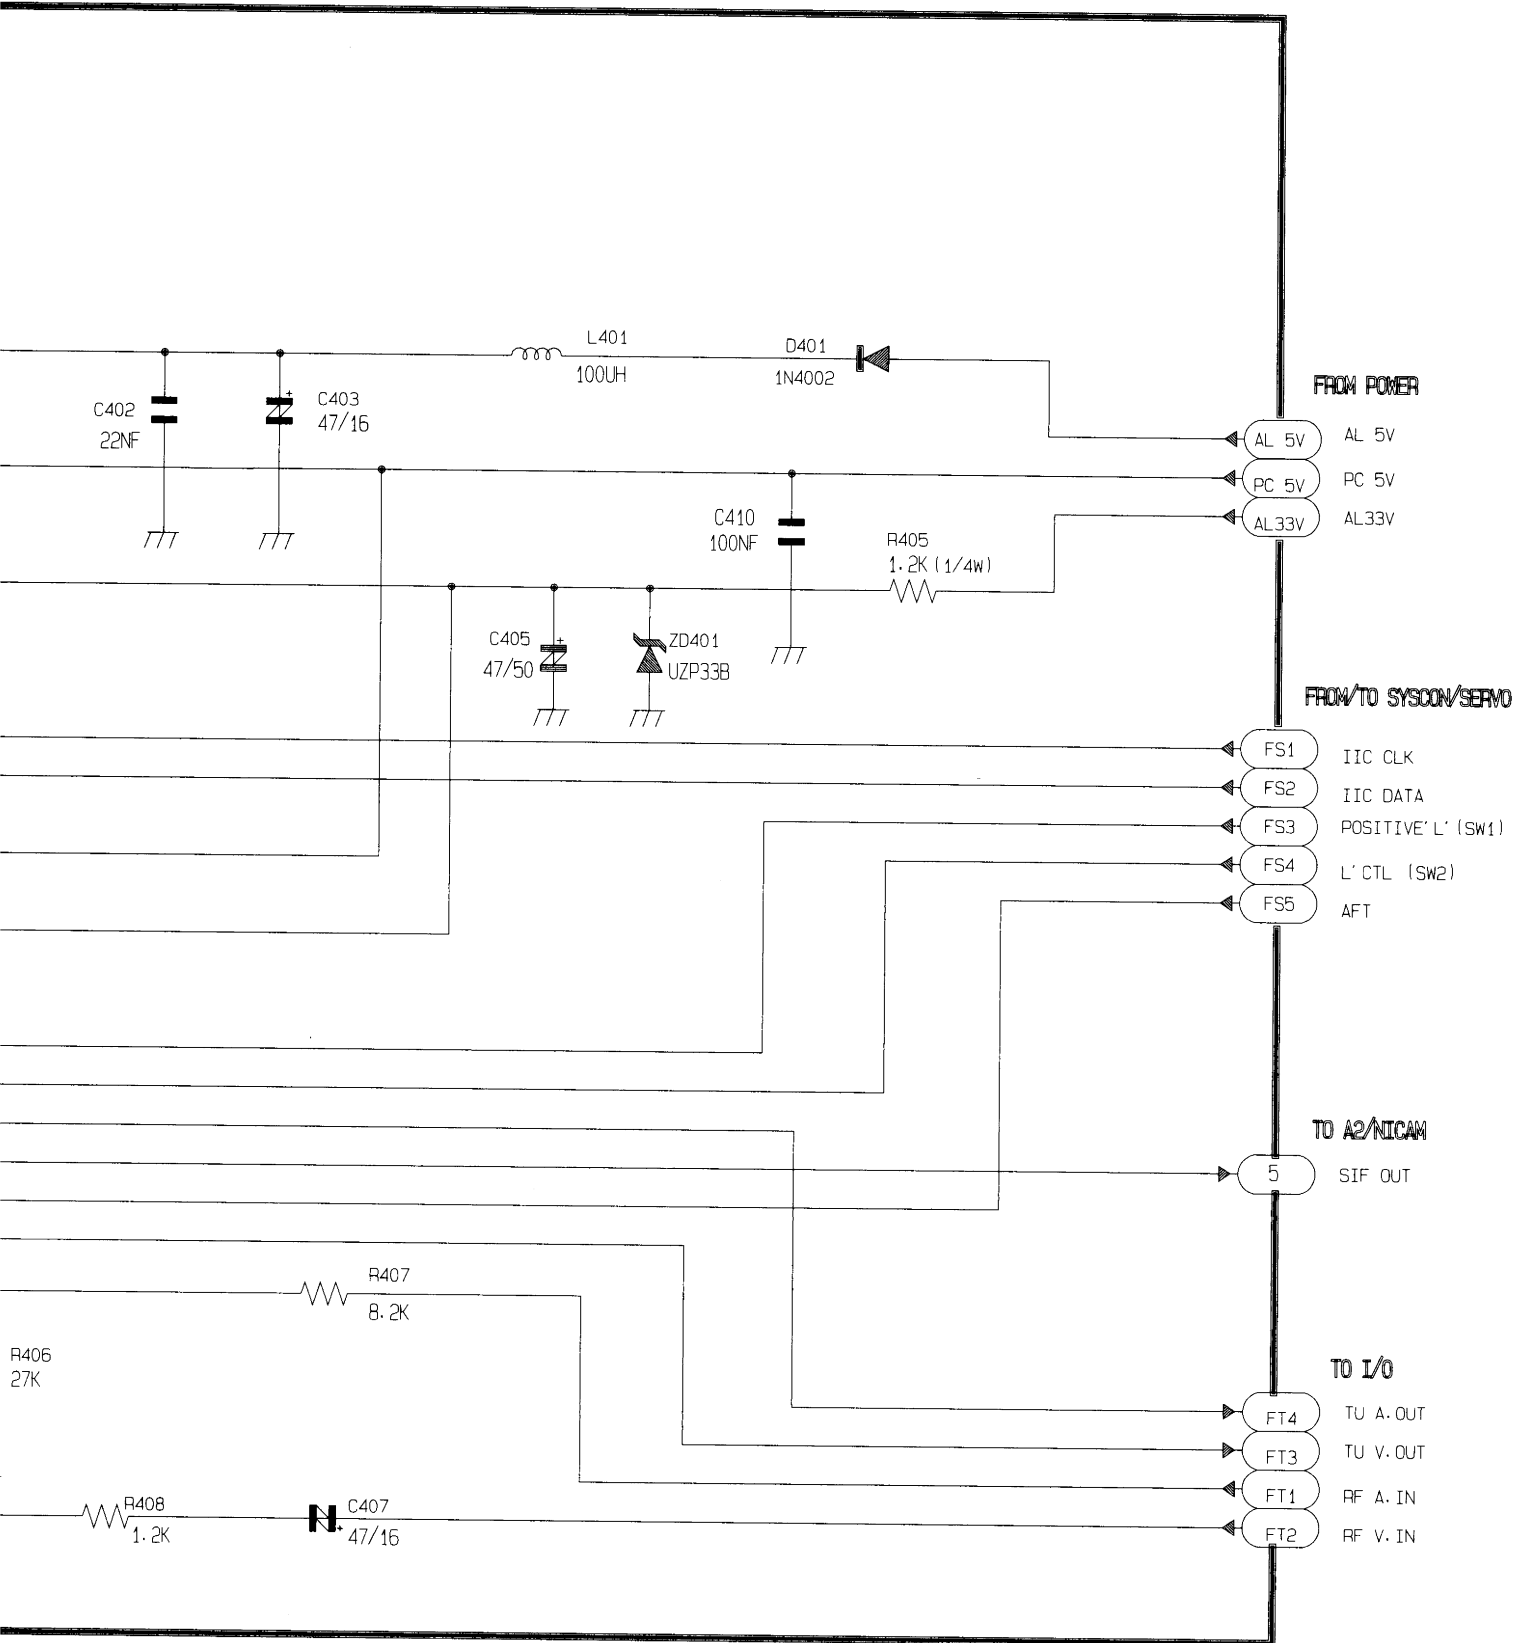 L401
100UH
D401
1N4002
FROM POWER
C402
22NF
C403
47/16
AL 5V AL 5V
PC 5V PC 5V
AL33V AL33V
C410
100NF
R405
1.2K (1/4W)
C405
47/50
ZD401
UZP33B
FROM/TO SYSCON/SERVO
FS1 IIC CLK
FS2 IIC DATA
FS3 POSITIVE'L' (SW1)
FS4 L'CTL (SW2)
FS5 AFT
TO A2/NICAM
5 SIF OUT
R407
8.2K
R406
27K
TO I/O
FT4 TU A.OUT
FT3 TU V.OUT
FT1 RF A.IN
FT2 RF V.IN
R408
1.2K
C407
47/16